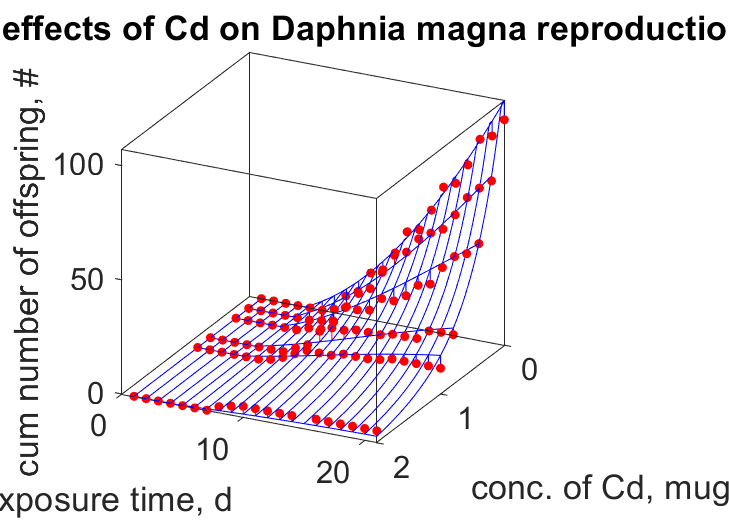 effects of Cd on Daphnia magna reproductio
cum number of offspring, #
100
50
0
0
10
20
0
1
2
xposure time, d
conc. of Cd, mug